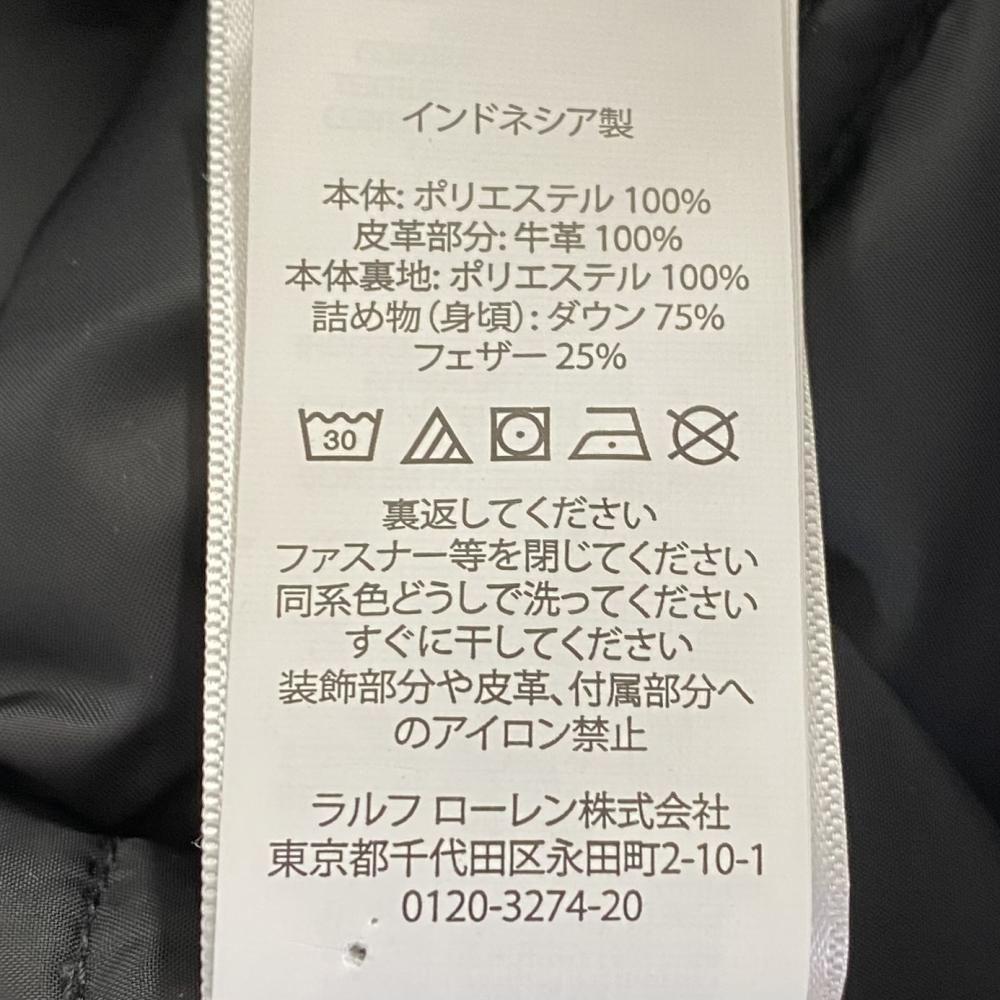 インドネシア製
本体: ポリエステル 100%
皮革部分: 牛革 100%
本体裏地: ポリエステル 100%
詰め物（身頃）: ダウン 75%
フェザー 25%
30
裏返してください
ファスナー等を閉じてください
同系色どうしで洗ってください
すぐに干してください
装飾部分や皮革、付属部分へ
のアイロン禁止
ラルフ ローレン株式会社
東京都千代田区永田町2-10-1
0120-3274-20